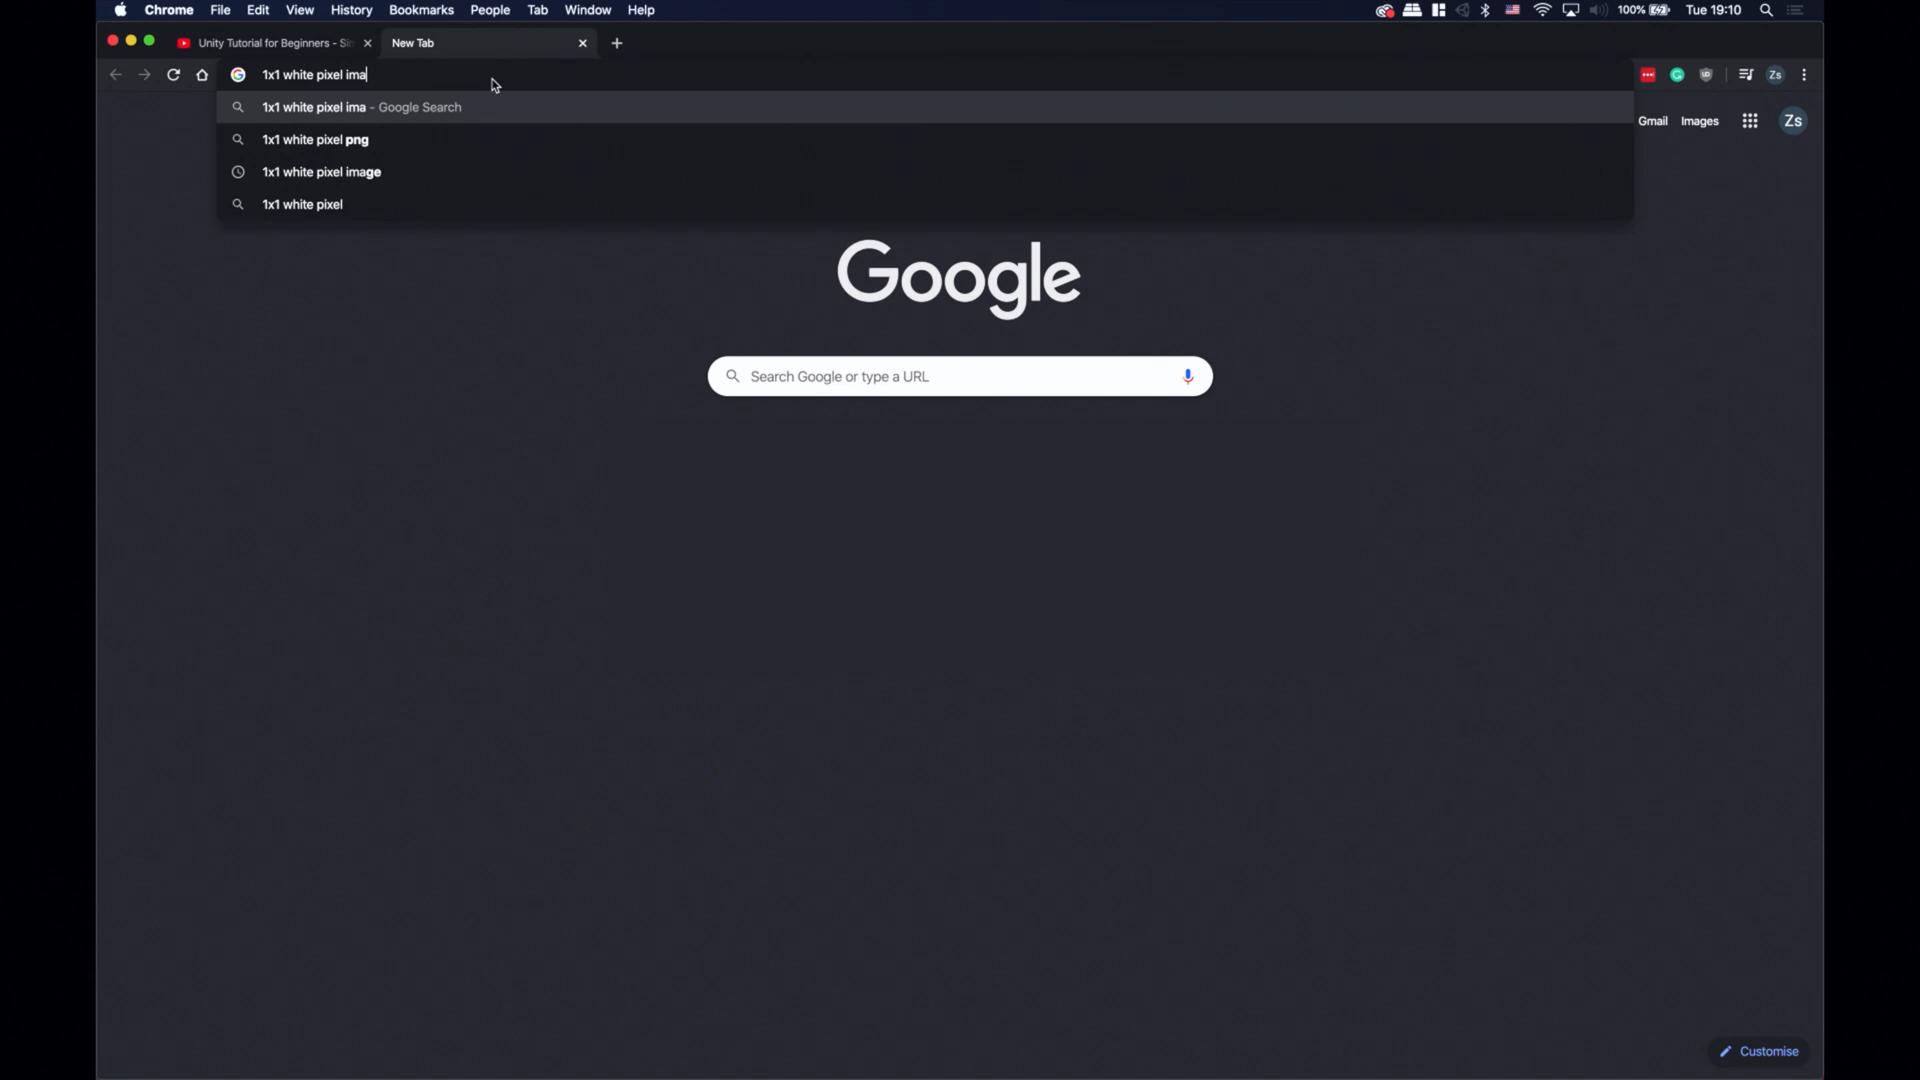 Chrome File Edit View History Bookmarks People Tab Window Help 100% Tue 19:10
Unity Tutorial for Beginners - Si
New Tab
1x1 white pixel ima
Zs
1x1 white pixel ima - Google Search
1x1 white pixel png
1x1 white pixel image
1x1 white pixel
Gmail Images Zs
Google
Search Google or type a URL
Customise